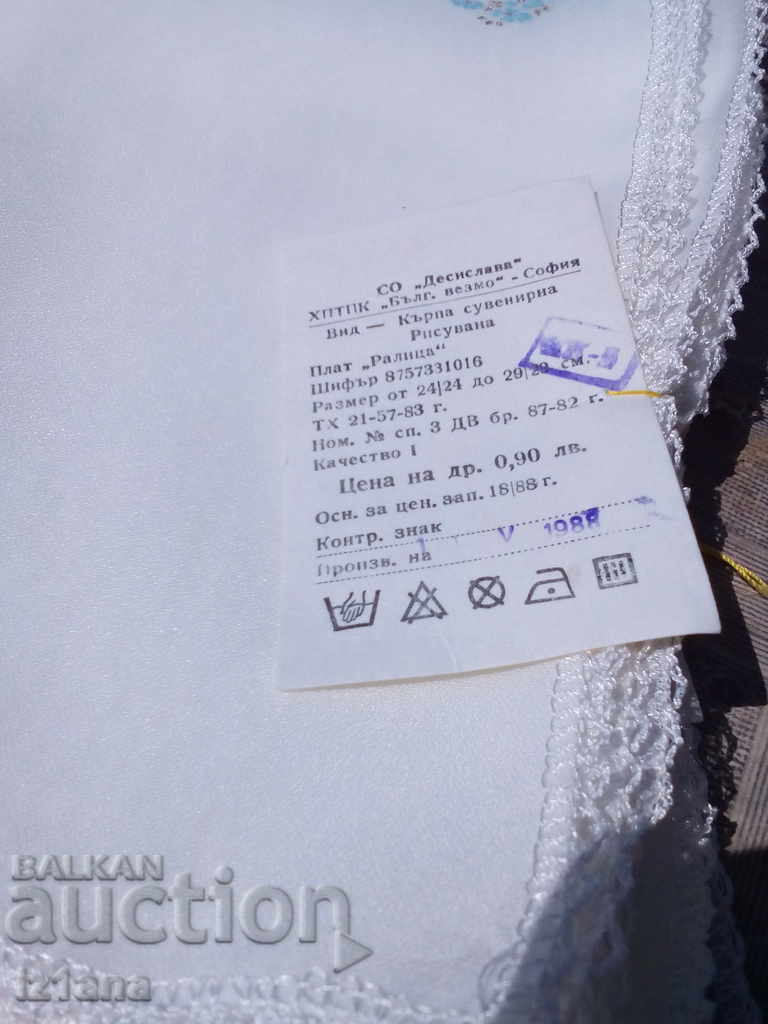 СО „Десислава“
ХПТПК „Бълг. везмо“ - София
Вид — Кърпа сувенирна
Рисувана
Плат „Ралица“
Шифър 8757331016
Размер от 24/24 до 29/29 см.
ТХ 21-57-83 г.
Ном. № сп. 3 ДВ бр. 87-82 г.
Качество I
Цена на др. 0,90 лв.
Осн. за цен. зап. 18/88 г.
Контр. знак
Произв. на 1 V 1988
BALKAN
auction
iz1ana